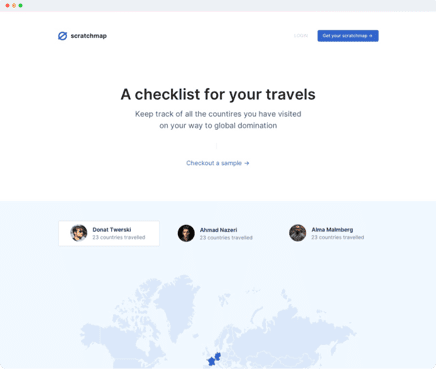 scratchmap
LOGIN
Get your scratchmap →
A checklist for your travels
Keep track of all the countires you have visited
on your way to global domination
Checkout a sample →
Donat Twerski
23 countries travelled
Ahmad Nazeri
23 countries travelled
Alma Malmberg
23 countries travelled